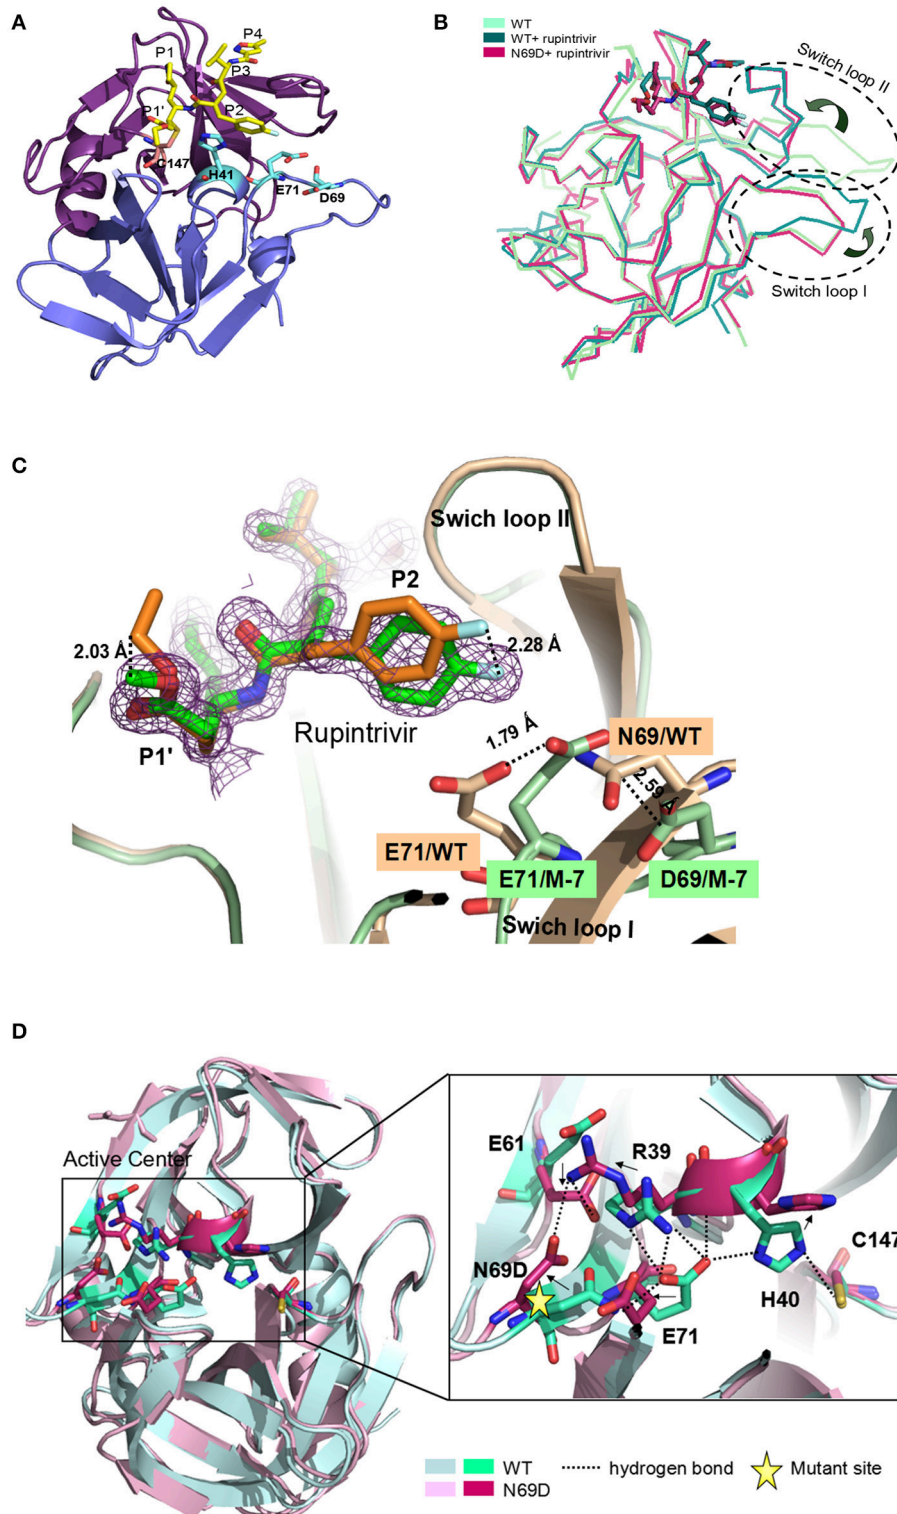 A
P4
P1
P3
P1'
P2
C147
H41
E71
D69
B
WT
WT+ rupintrivir
N69D+ rupintrivir
Switch loop II
Switch loop I
C
Swich loop II
P2
2.03 Å
2.28 Å
Rupintrivir
P1'
1.79 Å
N69/WT
2.59 Å
E71/WT
E71/M-7
D69/M-7
Swich loop I
D
Active Center
E61
R39
C147
N69D
H40
E71
WT
N69D
hydrogen bond
Mutant site